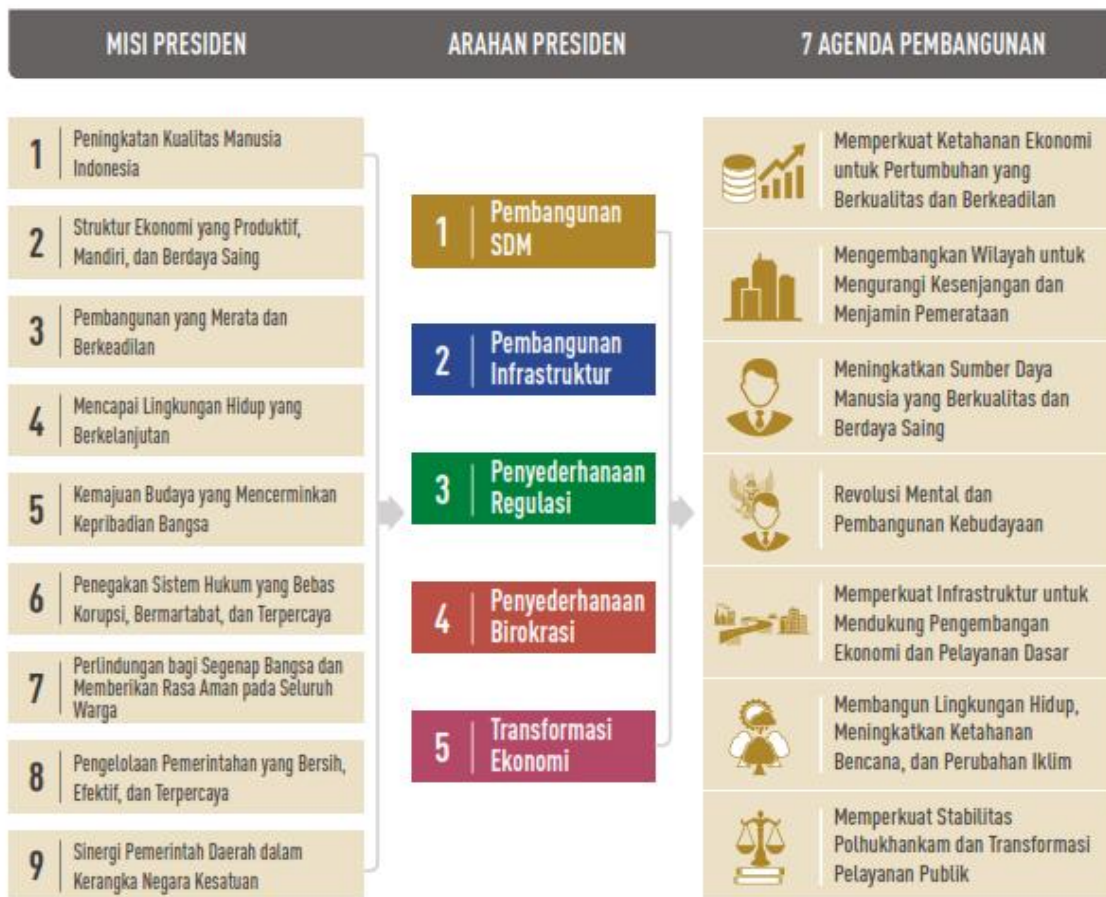 MISI PRESIDEN
ARAHAN PRESIDEN
7 AGENDA PEMBANGUNAN
1
Peningkatan Kualitas Manusia
Indonesia
2
Struktur Ekonomi yang Produktif,
Mandiri, dan Berdaya Saing
3
Pembangunan yang Merata dan
Berkeadilan
4
Mencapai Lingkungan Hidup yang
Berkelanjutan
5
Kemajuan Budaya yang Mencerminkan
Kepribadian Bangsa
6
Penegakan Sistem Hukum yang Bebas
Korupsi, Bermartabat, dan Terpercaya
7
Perlindungan bagi Segenap Bangsa dan
Memberikan Rasa Aman pada Seluruh
Warga
8
Pengelolaan Pemerintahan yang Bersih,
Efektif, dan Terpercaya
9
Sinergi Pemerintah Daerah dalam
Kerangka Negara Kesatuan
1
Pembangunan
SDM
2
Pembangunan
Infrastruktur
3
Penyederhanaan
Regulasi
4
Penyederhanaan
Birokrasi
5
Transformasi
Ekonomi
Memperkuat Ketahanan Ekonomi
untuk Pertumbuhan yang
Berkualitas dan Berkeadilan
Mengembangkan Wilayah untuk
Mengurangi Kesenjangan dan
Menjamin Pemerataan
Meningkatkan Sumber Daya
Manusia yang Berkualitas dan
Berdaya Saing
Revolusi Mental dan
Pembangunan Kebudayaan
Memperkuat Infrastruktur untuk
Mendukung Pengembangan
Ekonomi dan Pelayanan Dasar
Membangun Lingkungan Hidup,
Meningkatkan Ketahanan
Bencana, dan Perubahan Iklim
Memperkuat Stabilitas
Polhukhankam dan Transformasi
Pelayanan Publik